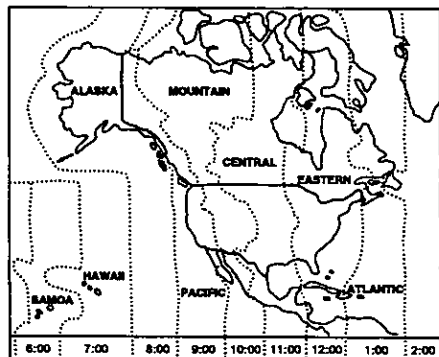 ALASKA MOUNTAIN
CENTRAL
EASTERN
HAWAII
SAMOA PACIFIC ATLANTIC
6:00 7:00 8:00 9:00 10:00 11:00 12:00 1:00 2:00